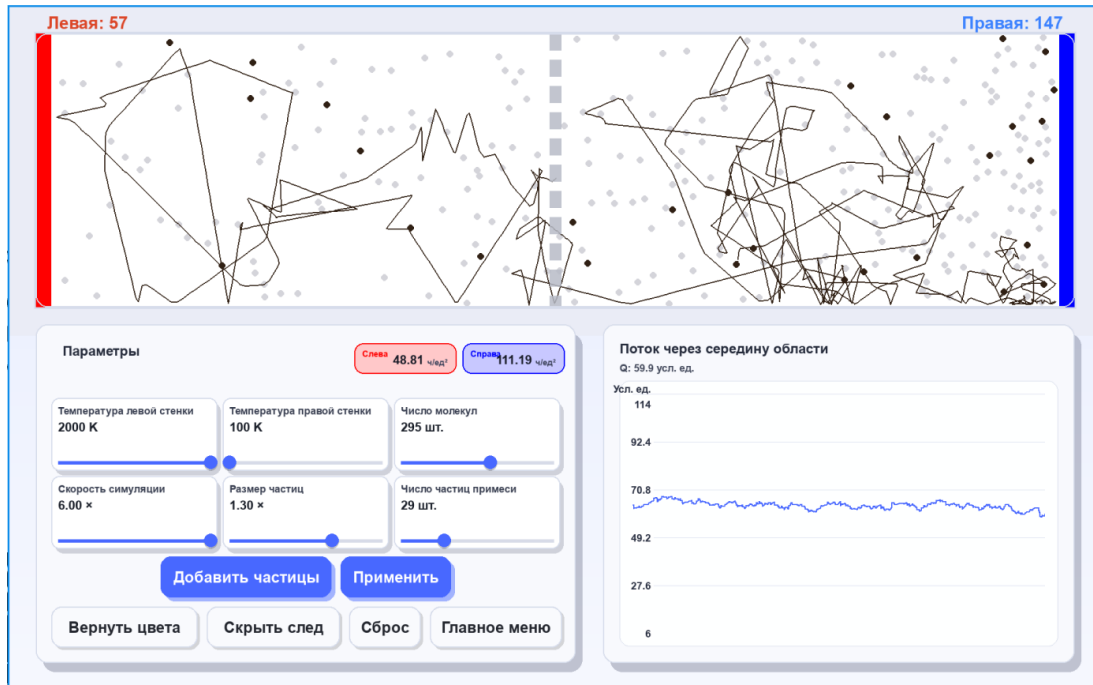 Левая: 57
Правая: 147
Параметры
Слева 48.81 ч/ед²
Справа 111.19 ч/ед²
Температура левой стенки
2000 K
Температура правой стенки
100 K
Число молекул
295 шт.
Скорость симуляции
6.00 ×
Размер частиц
1.30 ×
Число частиц примеси
29 шт.
Добавить частицы
Применить
Вернуть цвета
Скрыть след
Сброс
Главное меню
Поток через середину области
Q: 59.9 усл. ед.
Усл. ед.
114
92.4
70.8
49.2
27.6
6